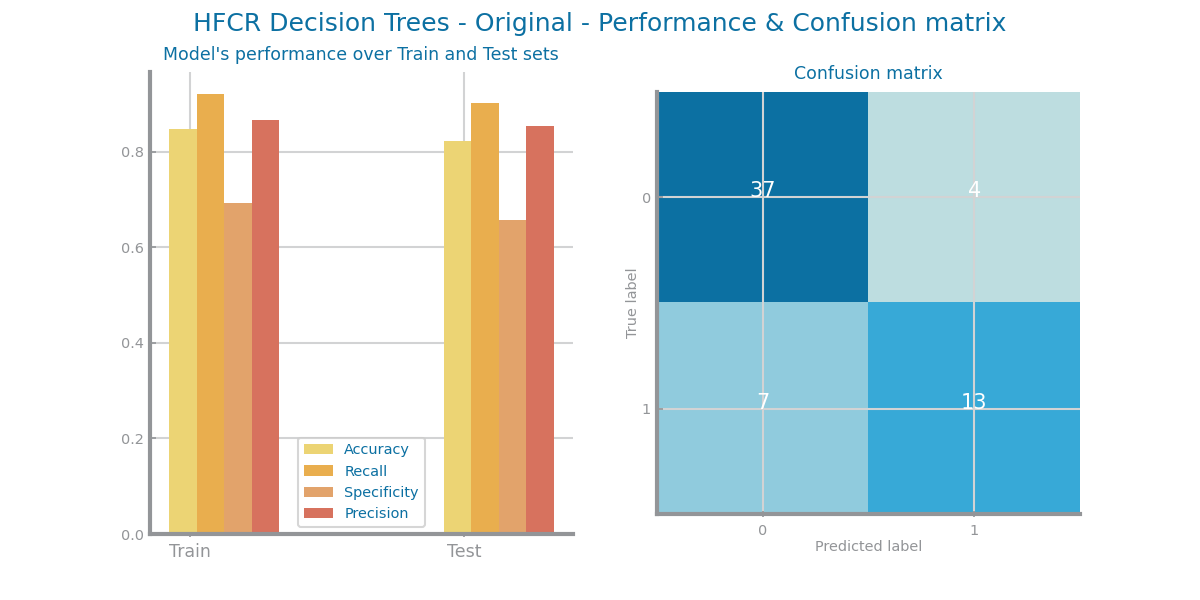 HFCR Decision Trees - Original - Performance & Confusion matrix
Model's performance over Train and Test sets
0.8
0.6
0.4
0.2
0.0
Train
Test
Accuracy
Recall
Specificity
Precision
Confusion matrix
True label
0
1
37
4
7
13
0
1
Predicted label